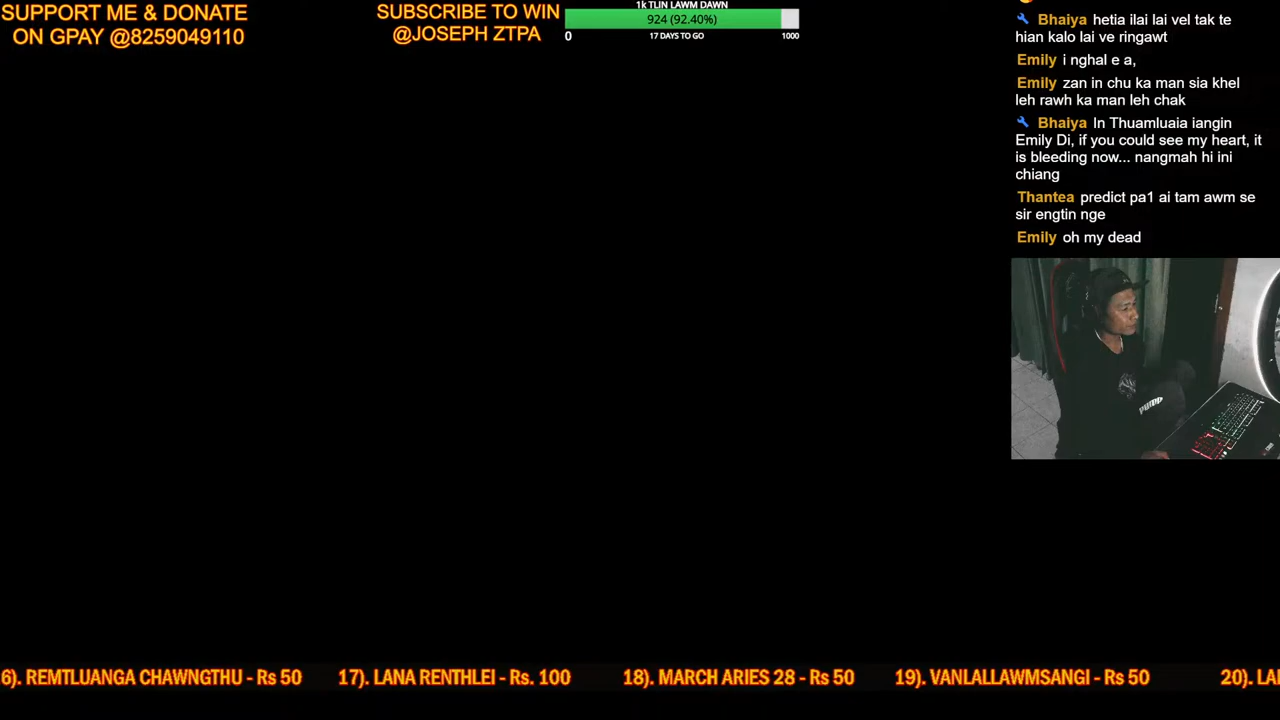 SUPPORT ME & DONATE
ON GPAY @8259049110
SUBSCRIBE TO WIN
@JOSEPH ZTPA
1k TLIN LAWM DAWN
924 (92.40%)
0
17 DAYS TO GO
1000
Bhaiya hetia ilai lai vel tak te
hian kalo lai ve ringawt
Emily i nghal e a,
Emily zan in chu ka man sia khel
leh rawh ka man leh chak
Bhaiya In Thuamluaia iangin
Emily Di, if you could see my heart, it
is bleeding now... nangmah hi ini
chiang
Thantea predict pa1 ai tam awm se
sir engtin nge
Emily oh my dead
6). REMTLUANGA CHAWNGTHU - Rs 50
17). LANA RENTHLEI - Rs. 100
18). MARCH ARIES 28 - Rs 50
19). VANLALLAWMSANGI - Rs 50
20).